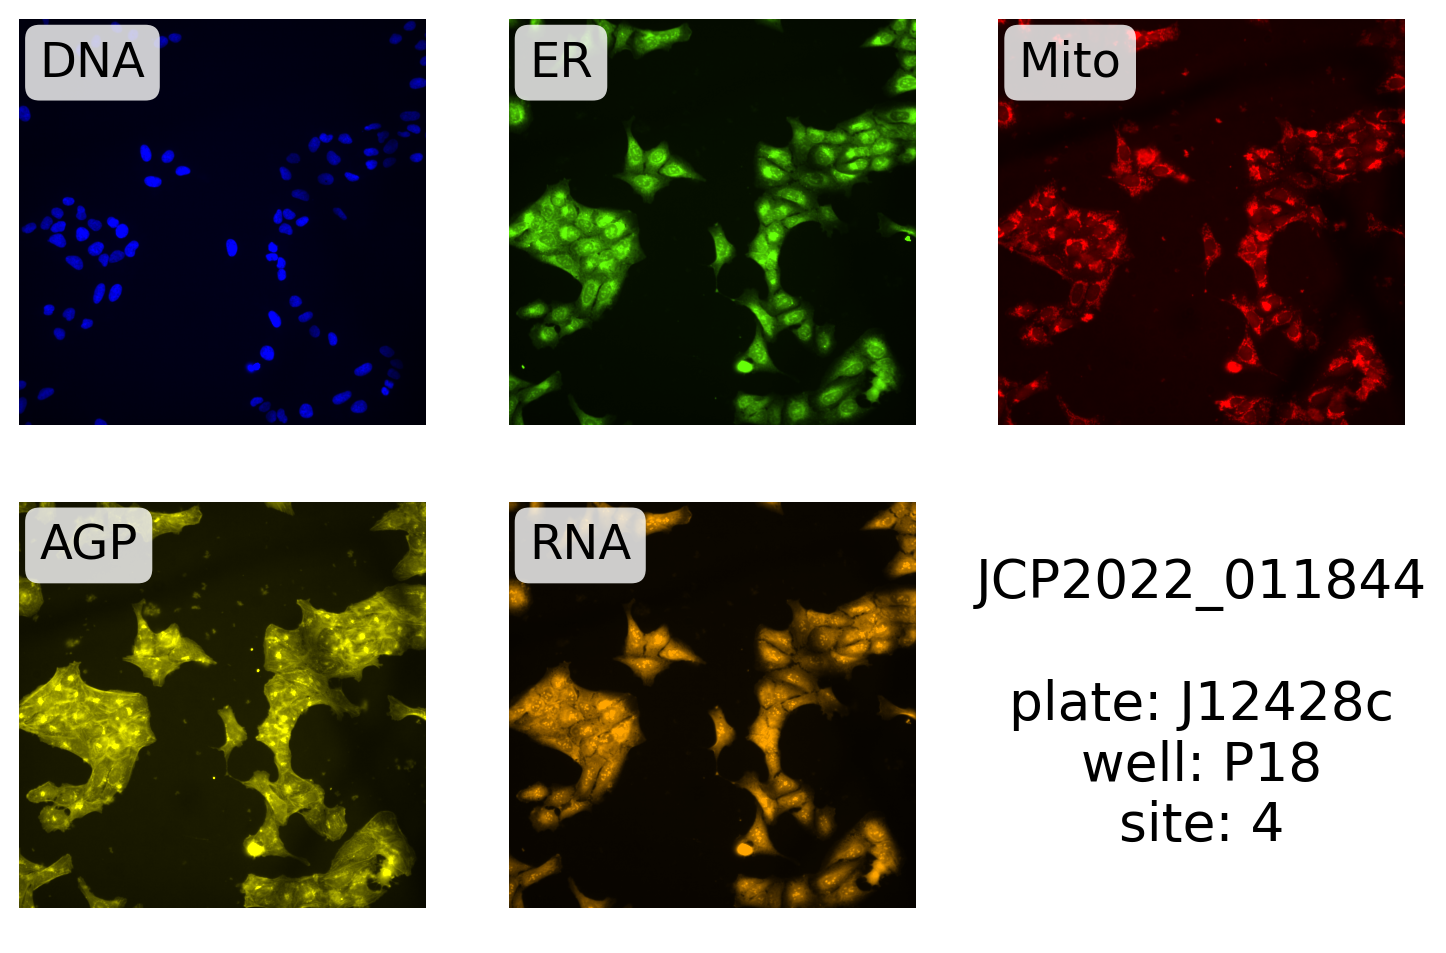 DNA
ER
Mito
AGP
RNA
JCP2022_011844
plate: J12428c
well: P18
site: 4